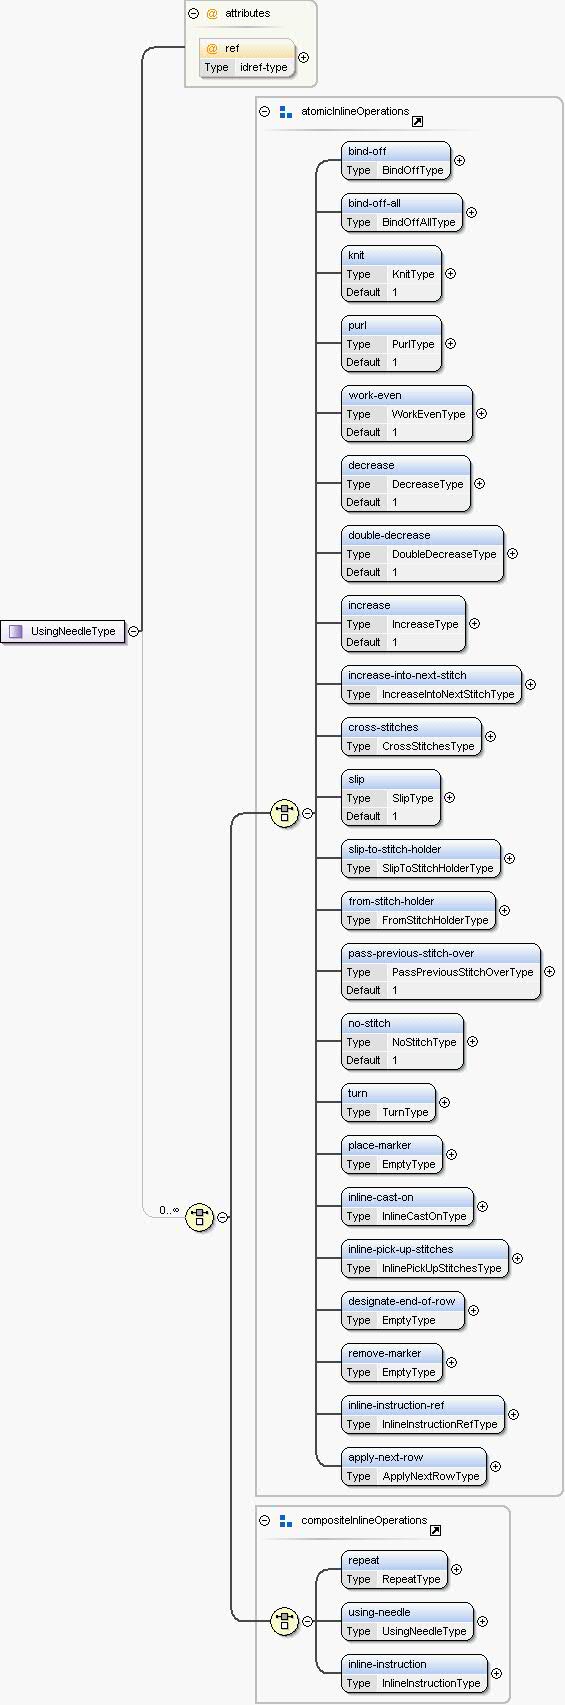 attributes
@ ref
Type idref-type
atomicInlineOperations
bind-off
Type BindOffType
bind-off-all
Type BindOffAllType
knit
Type KnitType
Default 1
purl
Type PurlType
Default 1
work-even
Type WorkEvenType
Default 1
decrease
Type DecreaseType
Default 1
double-decrease
Type DoubleDecreaseType
Default 1
increase
Type IncreaseType
Default 1
UsingNeedleType
increase-into-next-stitch
Type IncreaseIntoNextStitchType
cross-stitches
Type CrossStitchesType
slip
Type SlipType
Default 1
slip-to-stitch-holder
Type SlipToStitchHolderType
from-stitch-holder
Type FromStitchHolderType
pass-previous-stitch-over
Type PassPreviousStitchOverType
Default 1
no-stitch
Type NoStitchType
Default 1
turn
Type TurnType
place-marker
Type EmptyType
inline-cast-on
Type InlineCastOnType
0..∞
inline-pick-up-stitches
Type InlinePickUpStitchesType
designate-end-of-row
Type EmptyType
remove-marker
Type EmptyType
inline-instruction-ref
Type InlineInstructionRefType
apply-next-row
Type ApplyNextRowType
compositeInlineOperations
repeat
Type RepeatType
using-needle
Type UsingNeedleType
inline-instruction
Type InlineInstructionType